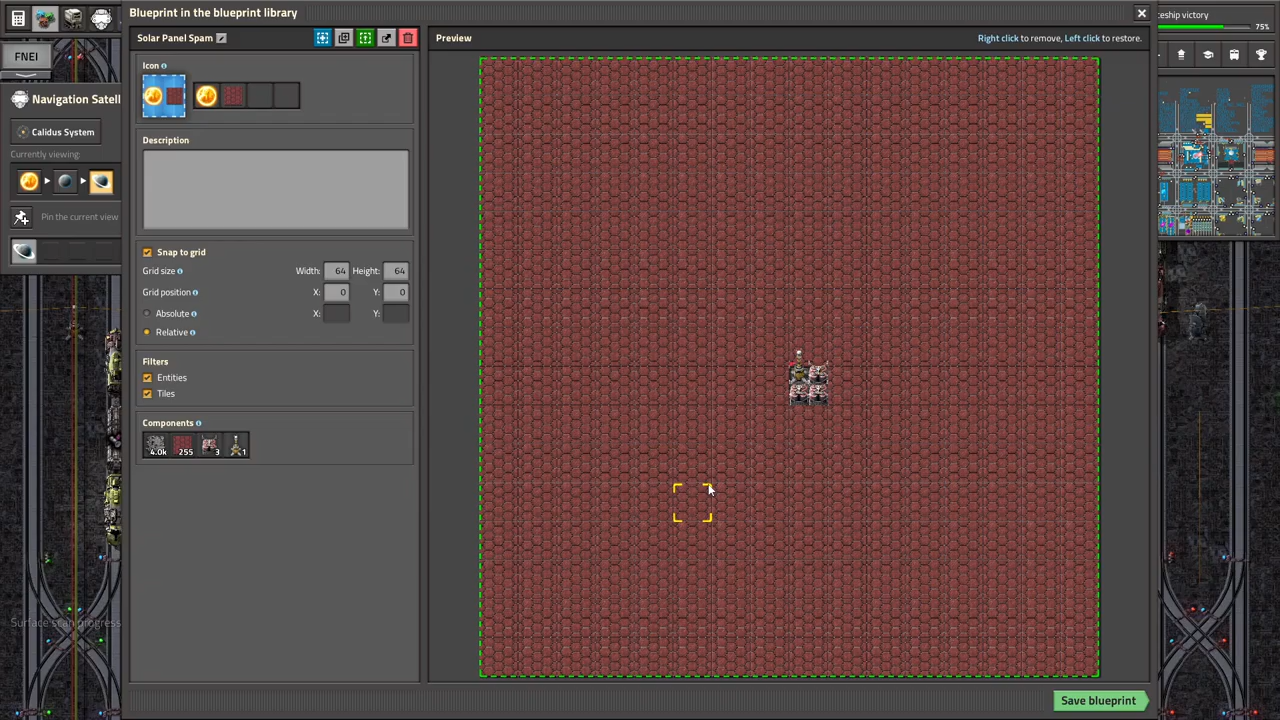 Blueprint in the blueprint library
FNEI
Navigation Satell
Calidus System
Currently viewing:
Pin the current view
Surface scan progress
Solar Panel Spam
Icon
Description
Snap to grid
Grid size
Width: 64 Height: 64
Grid position
X: 0 Y: 0
Absolute
X: Y:
Relative
Filters
Entities
Tiles
Components
4.0k 255 3 1
Preview
Right click to remove, Left click to restore.
Save blueprint
ceship victory
75%